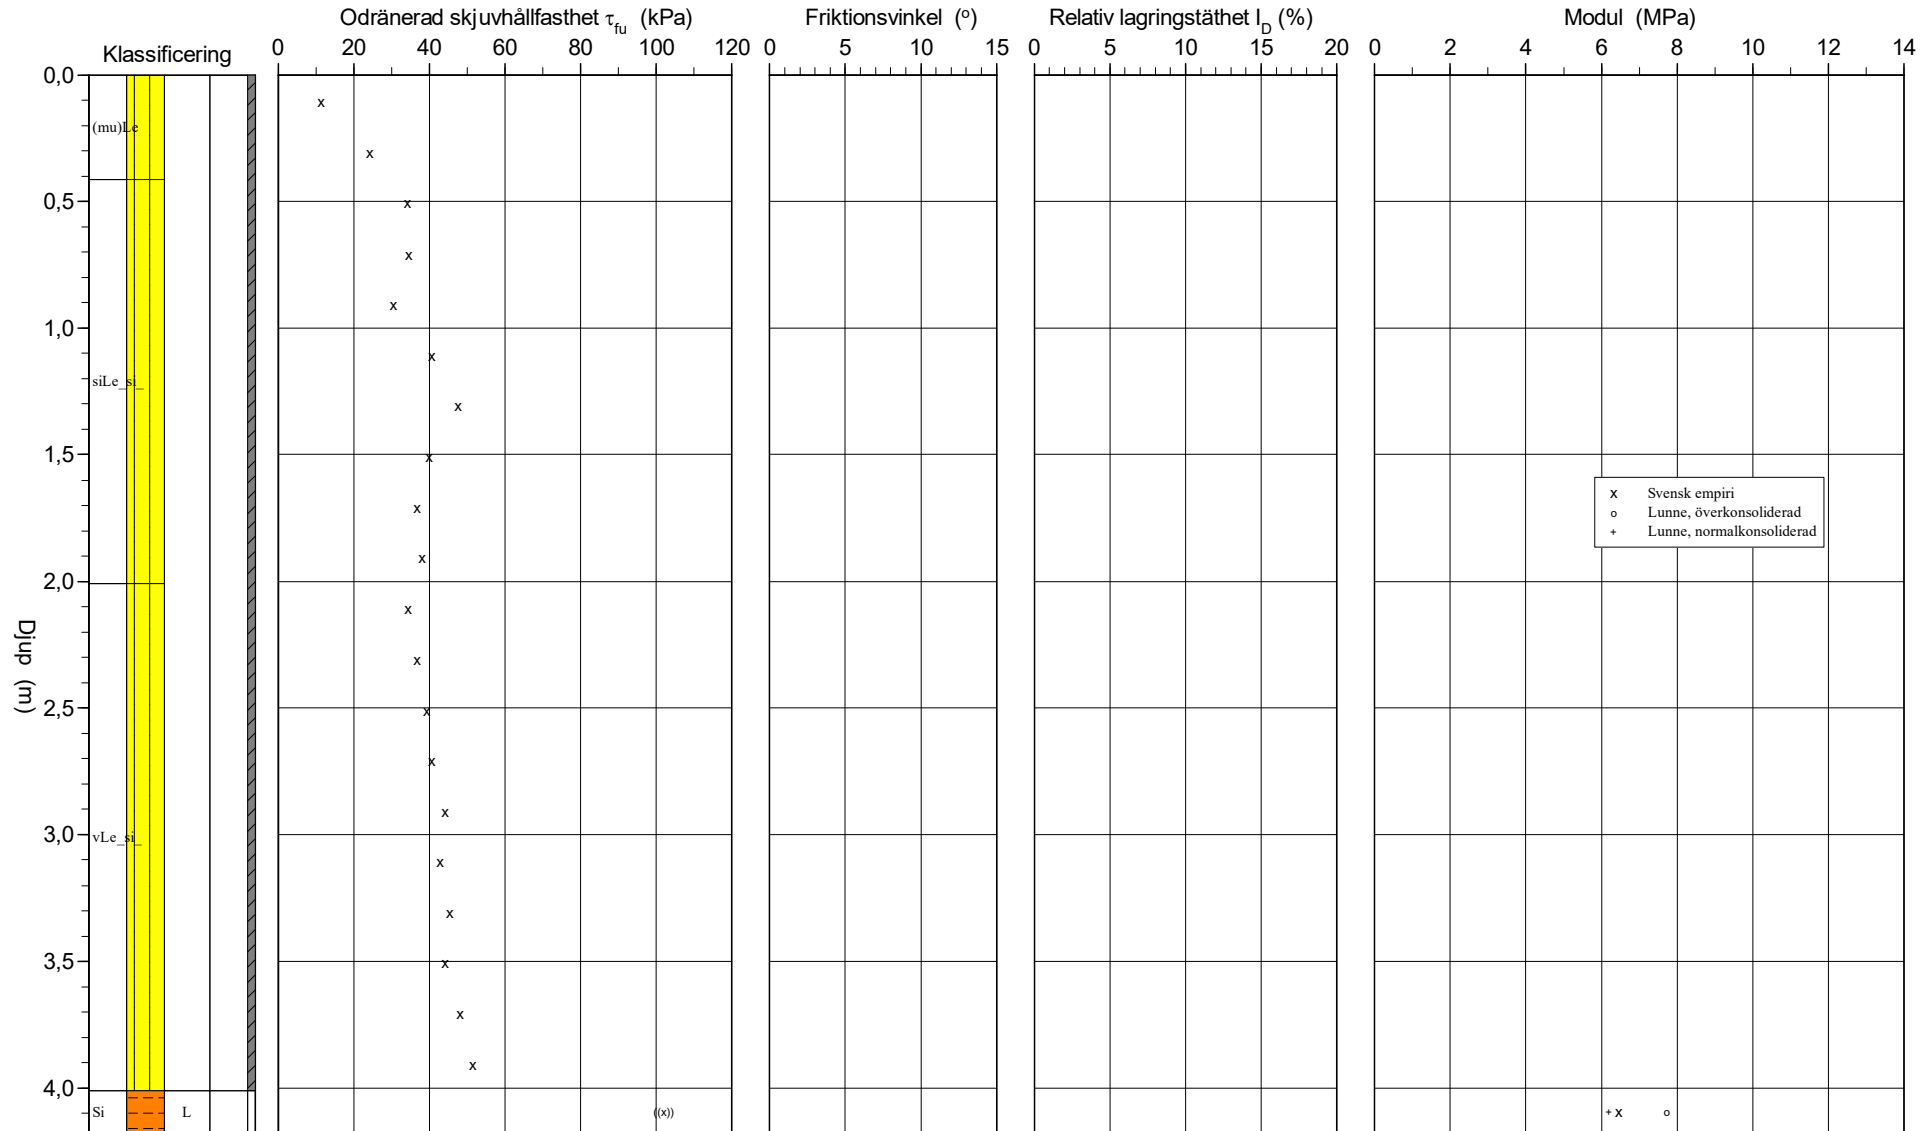 Odränerad skjuvhållfasthet τfu (kPa)
Friktionsvinkel (º)
Relativ lagringstäthet ID (%)
Modul (MPa)
Klassificering
0 20 40 60 80 100 120
0 5 10 15
0 5 10 15 20
0 2 4 6 8 10 12 14
0,0
(mu)Le
0,5
1,0
siLe_si_
1,5
x Svensk empiri
o Lunne, överkonsoliderad
+ Lunne, normalkonsoliderad
2,0
Djup (m)
2,5
3,0
vLe_si_
3,5
4,0
Si L ((x))